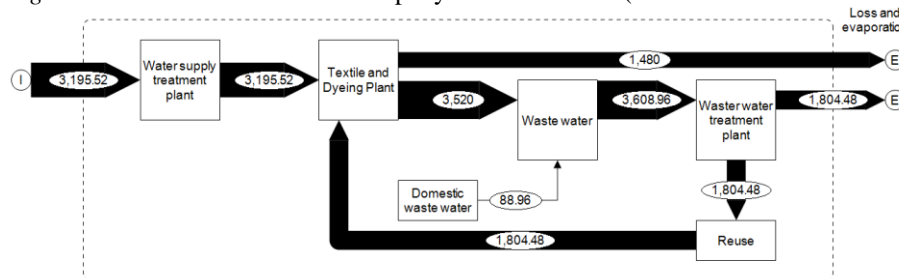 Loss and
evaporation
I
3,195.52
Water supply
treatment
plant
3,195.52
Textile and
Dyeing Plant
1,480
E
3,520
Waste water
3,608.96
Waster water
treatment
plant
1,804.48
E
Domestic
waste water
88.96
1,804.48
1,804.48
Reuse